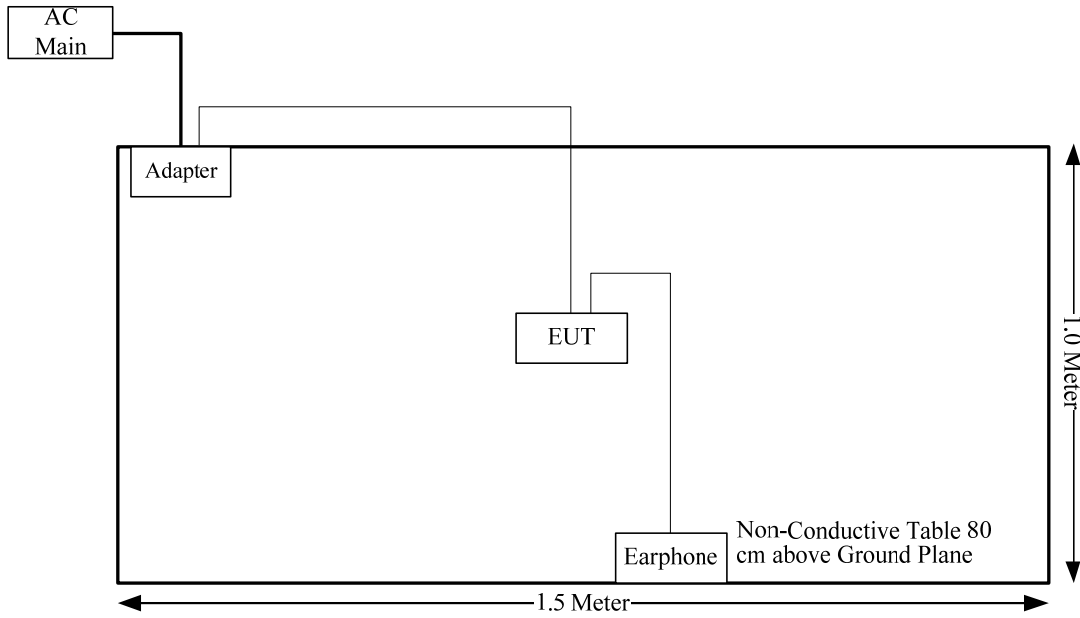 AC
Main
Adapter
EUT
1.0 Meter
Earphone
Non-Conductive Table 80
cm above Ground Plane
1.5 Meter